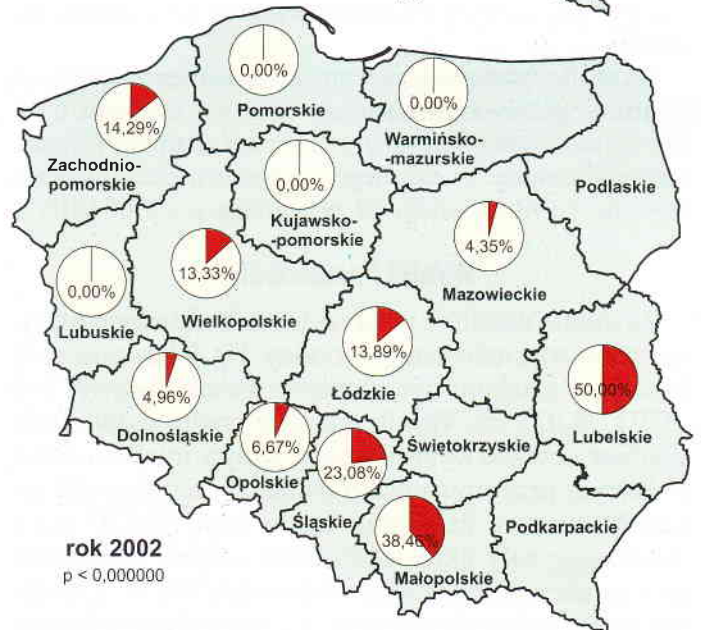 0,00%
Pomorskie
0,00%
Warmińsko-
-mazurskie
14,29%
Zachodnio-
pomorskie
0,00%
Kujawsko-
-pomorskie
Podlaskie
4,35%
Mazowieckie
13,33%
Wielkopolskie
0,00%
Lubuskie
13,89%
Łódzkie
50,00%
Lubelskie
4,96%
Dolnośląskie
6,67%
Opolskie
23,08%
Śląskie
Świętokrzyskie
38,46%
Małopolskie
Podkarpackie
rok 2002
p < 0,000000